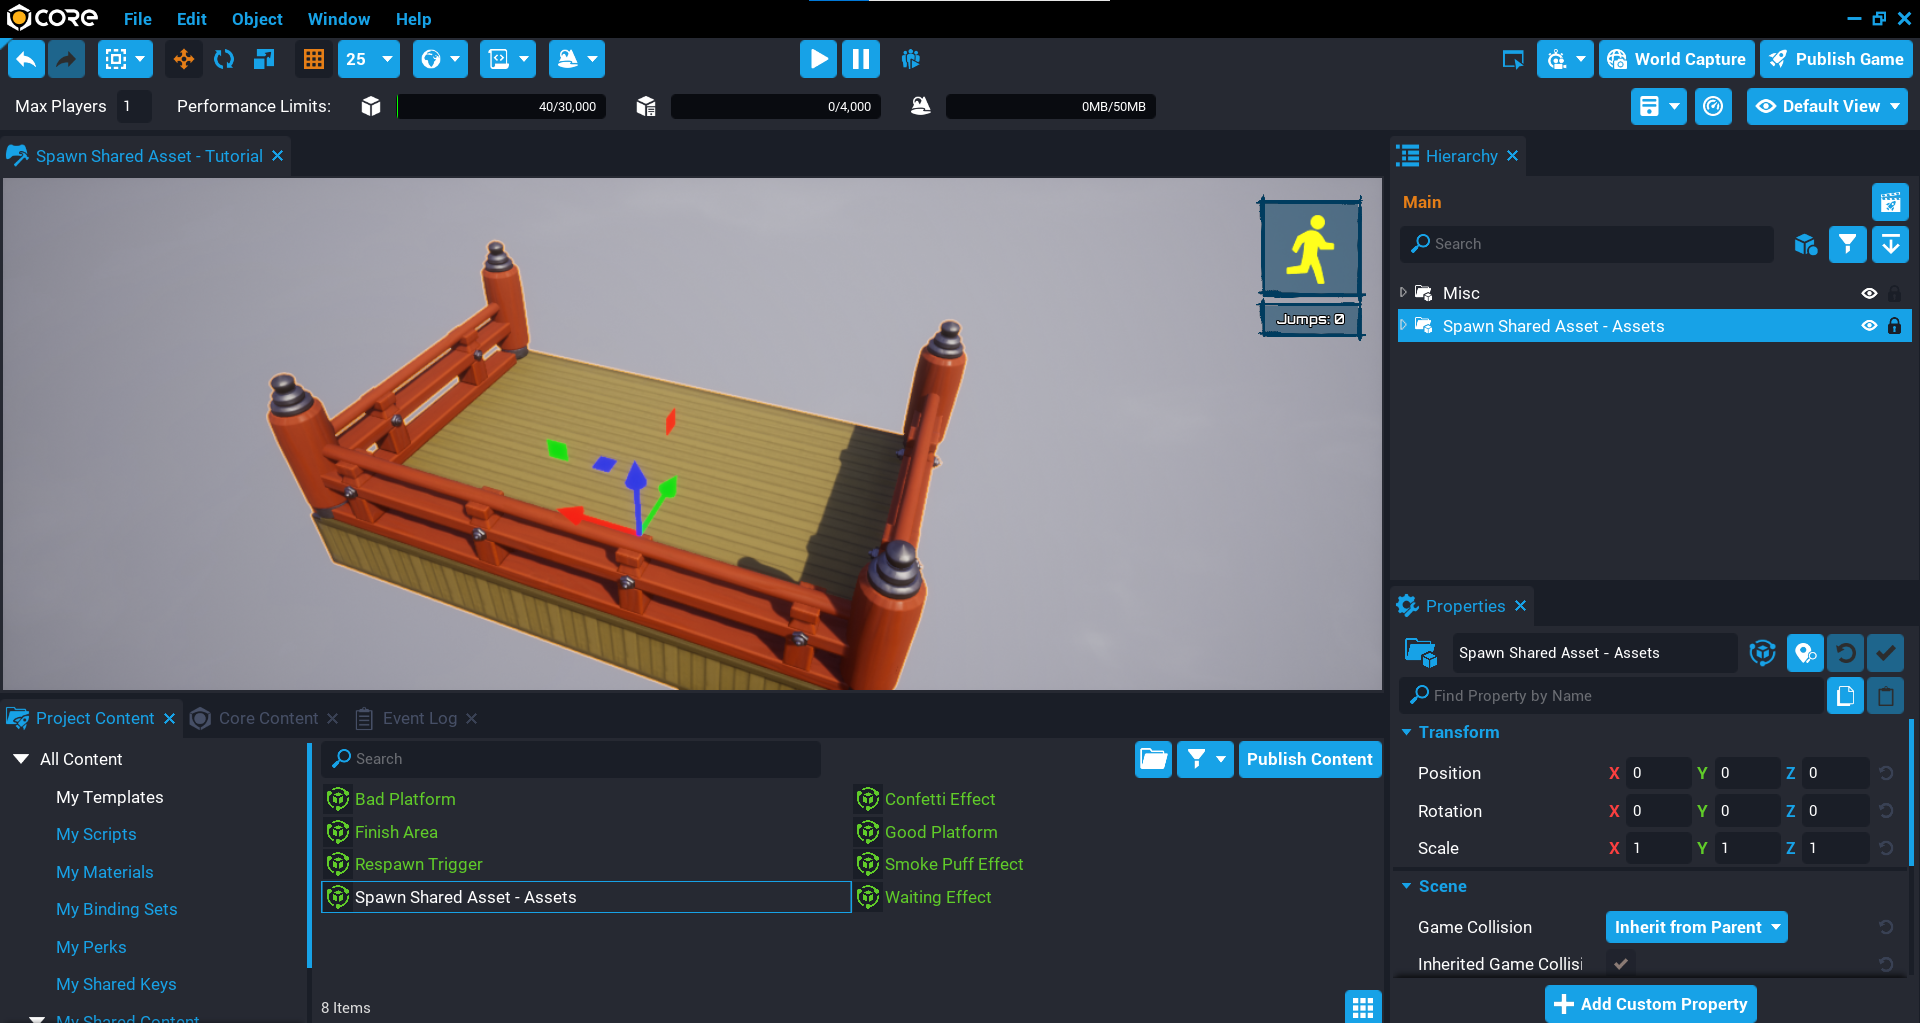 CORE File Edit Object Window Help
25 World Capture Publish Game
Max Players 1 Performance Limits: 40/30,000 0/4,000 0MB/50MB Default View
Spawn Shared Asset - Tutorial
Jumps: 0
Hierarchy
Main
Search
Misc
Spawn Shared Asset - Assets
Properties
Spawn Shared Asset - Assets
Find Property by Name
Transform
Position X 0 Y 0 Z 0
Rotation X 0 Y 0 Z 0
Scale X 1 Y 1 Z 1
Scene
Game Collision Inherit from Parent
Inherited Game Collisi
Add Custom Property
Project Content Core Content Event Log
All Content
My Templates
My Scripts
My Materials
My Binding Sets
My Perks
My Shared Keys
My Shared Content
Search Publish Content
Bad Platform Confetti Effect
Finish Area Good Platform
Respawn Trigger Smoke Puff Effect
Spawn Shared Asset - Assets Waiting Effect
8 Items